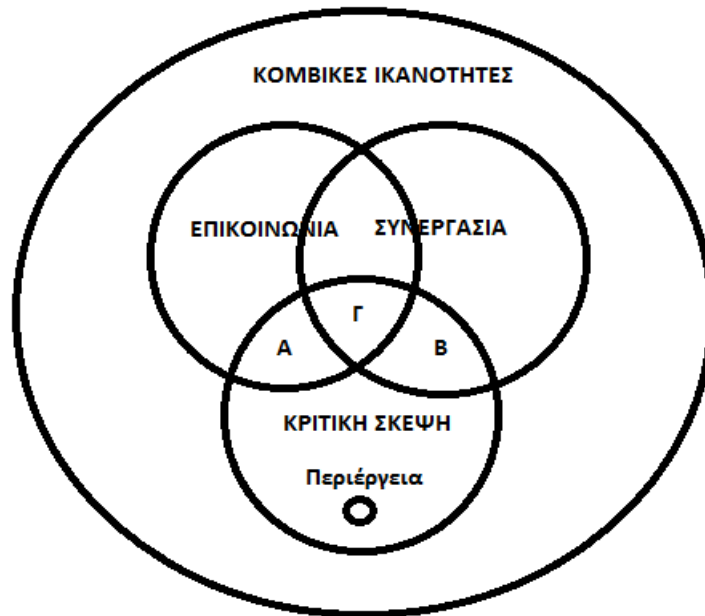 ΚΟΜΒΙΚΕΣ ΙΚΑΝΟΤΗΤΕΣ
ΕΠΙΚΟΙΝΩΝΙΑ ΣΥΝΕΡΓΑΣΙΑ
Γ
Α Β
ΚΡΙΤΙΚΗ ΣΚΕΨΗ
Περιέργεια